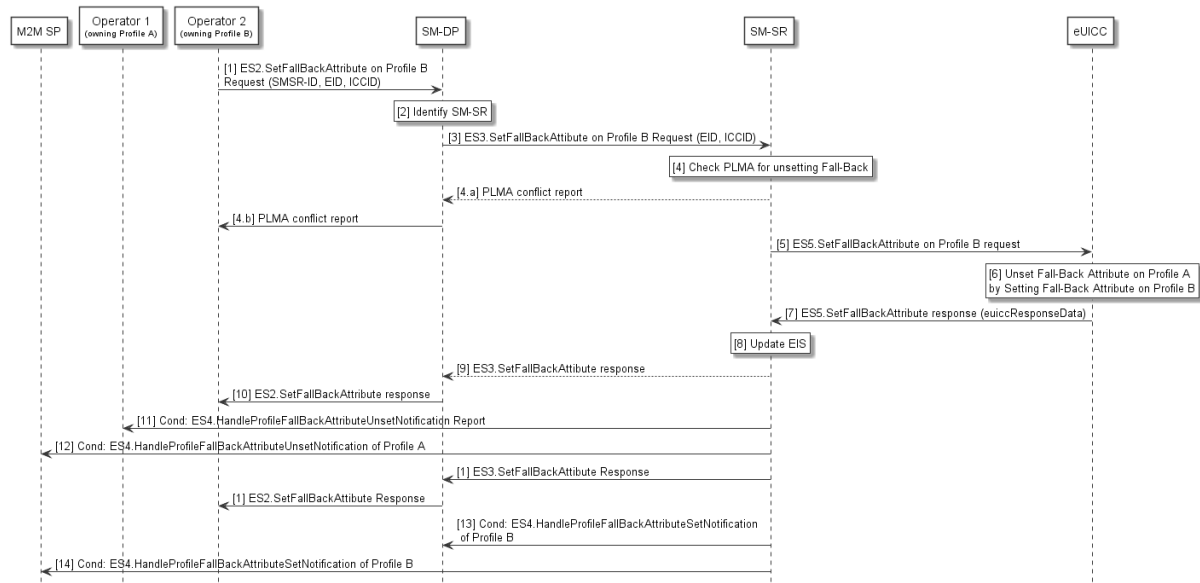 M2M SP
Operator 1
(owning Profile A)
Operator 2
(owning Profile B)
SM-DP
SM-SR
eUICC
[1] ES2.SetFallBackAttribute on Profile B
Request (SMSR-ID, EID, ICCID)
[2] Identify SM-SR
[3] ES3.SetFallBackAttibute on Profile B Request (EID, ICCID)
[4] Check PLMA for unsetting Fall-Back
[4.a] PLMA conflict report
[4.b] PLMA conflict report
[5] ES5.SetFallBackAttribute on Profile B request
[6] Unset Fall-Back Attribute on Profile A
by Setting Fall-Back Attribute on Profile B
[7] ES5.SetFallBackAttribute response (euiccResponseData)
[8] Update EIS
[9] ES3.SetFallBackAttibute response
[10] ES2.SetFallBackAttribute response
[11] Cond: ES4.HandleProfileFallBackAttributeUnsetNotification Report
[12] Cond: ES4.HandleProfileFallBackAttributeUnsetNotification of Profile A
[1] ES3.SetFallBackAttibute Response
[1] ES2.SetFallBackAttibute Response
[13] Cond: ES4.HandleProfileFallBackAttributeSetNotification
of Profile B
[14] Cond: ES4.HandleProfileFallBackAttributeSetNotification of Profile B